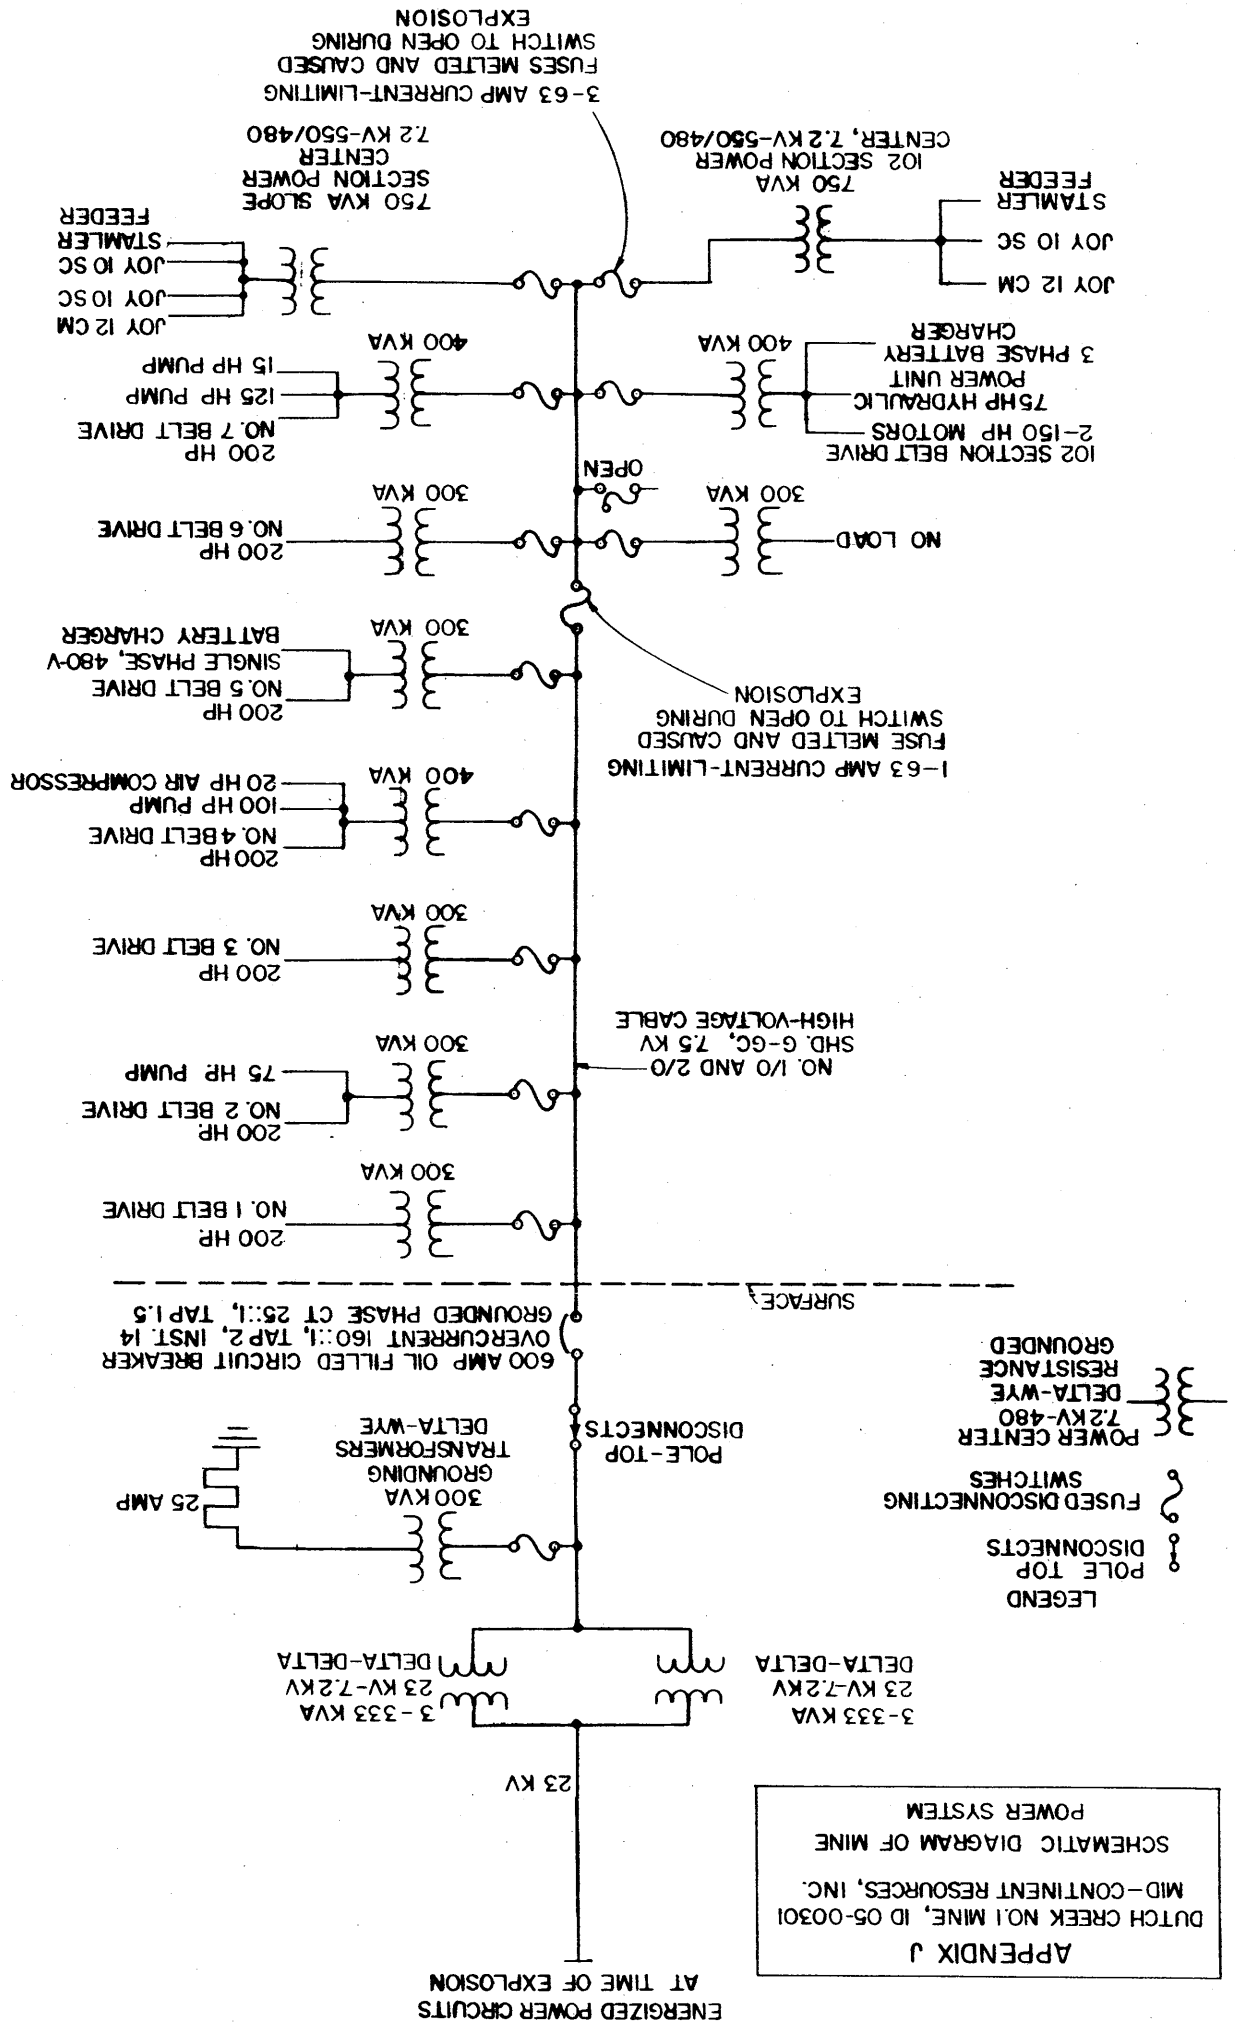 ENERGIZED POWER CIRCUITS
AT TIME OF EXPLOSION
APPENDIX J
DUTCH CREEK NO.1 MINE, ID 05-00301
MID-CONTINENT RESOURCES, INC.
SCHEMATIC DIAGRAM OF MINE
POWER SYSTEM
23 KV
3-333 KVA
23 KV-7.2KV
DELTA-DELTA
3-333 KVA
23 KV-7.2KV
DELTA-DELTA
LEGEND
POLE TOP
DISCONNECTS
FUSED DISCONNECTING
SWITCHES
POWER CENTER
7.2KV-480
DELTA-WYE
RESISTANCE
GROUNDED
300 KVA
GROUNDING
TRANSFORMERS
DELTA-WYE
25 AMP
POLE-TOP
DISCONNECTS
600 AMP OIL FILLED CIRCUIT BREAKER
OVERCURRENT 160::1, TAP 2, INST. 14
GROUNDED PHASE CT 25::1, TAP 1.5
SURFACE
200 HP.
NO. 1 BELT DRIVE
300 KVA
200 HP.
NO. 2 BELT DRIVE
75 HP. PUMP
300 KVA
NO. 1/0 AND 2/0
SHD. G-GC, 7.5 KV
HIGH-VOLTAGE CABLE
200 HP
NO. 3 BELT DRIVE
300 KVA
200 HP
NO. 4 BELT DRIVE
100 HP PUMP
20 HP AIR COMPRESSOR
400 KVA
1-63 AMP CURRENT-LIMITING
FUSE MELTED AND CAUSED
SWITCH TO OPEN DURING
EXPLOSION
200 HP
NO. 5 BELT DRIVE
SINGLE PHASE, 480-V
BATTERY CHARGER
300 KVA
200 HP
NO. 6 BELT DRIVE
300 KVA
NO LOAD
300 KVA
OPEN
200 HP
NO. 7 BELT DRIVE
125 HP PUMP
15 HP PUMP
400 KVA
102 SECTION BELT DRIVE
2-150 HP MOTORS
75HP HYDRAULIC
POWER UNIT
3 PHASE BATTERY
CHARGER
400 KVA
JOY 12 CM
JOY 10 SC
JOY 10 SC
STAMLER
FEEDER
750 KVA SLOPE
SECTION POWER
CENTER
7.2 KV-550/480
JOY 12 CM
JOY 10 SC
STAMLER
FEEDER
750 KVA
102 SECTION POWER
CENTER, 7.2 KV-550/480
3-63 AMP CURRENT-LIMITING
FUSES MELTED AND CAUSED
SWITCH TO OPEN DURING
EXPLOSION